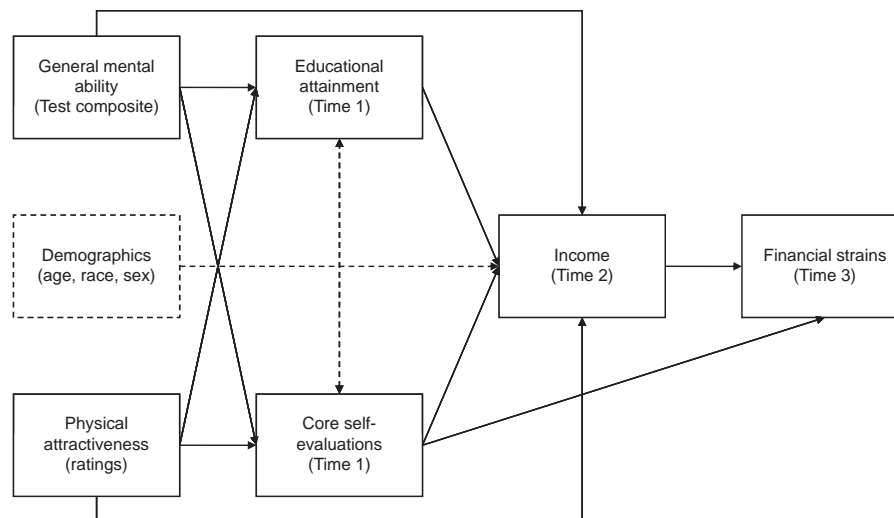 General mental
ability
(Test composite)
Educational
attainment
(Time 1)
Demographics
(age, race, sex)
Income
(Time 2)
Financial strains
(Time 3)
Physical
attractiveness
(ratings)
Core self-
evaluations
(Time 1)